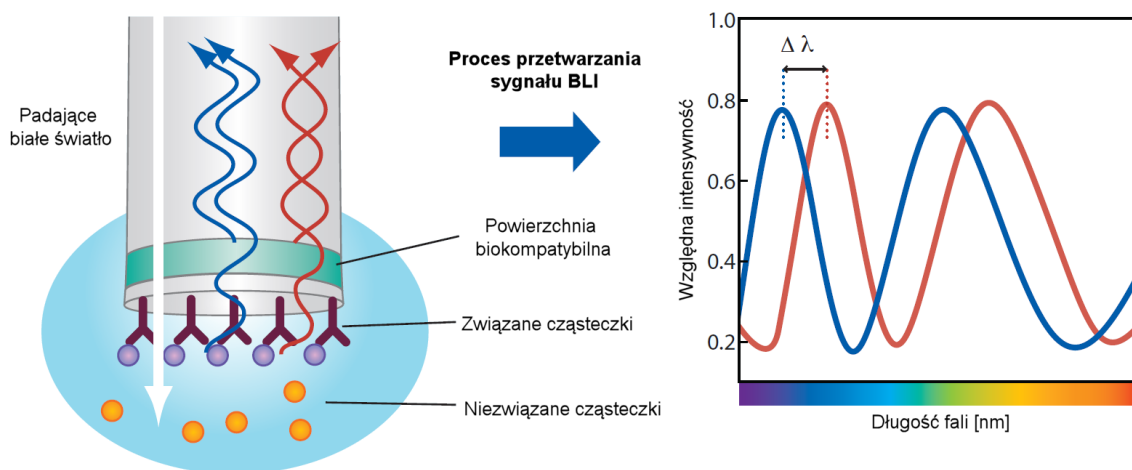 Padające
białe światło
Proces przetwarzania
sygnału BLI
Powierzchnia
biokompatybilna
Związane cząsteczki
Niezwiązane cząsteczki
Δ λ
Względna intensywność
1.0
0.8
0.6
0.4
0.2
Długość fali [nm]